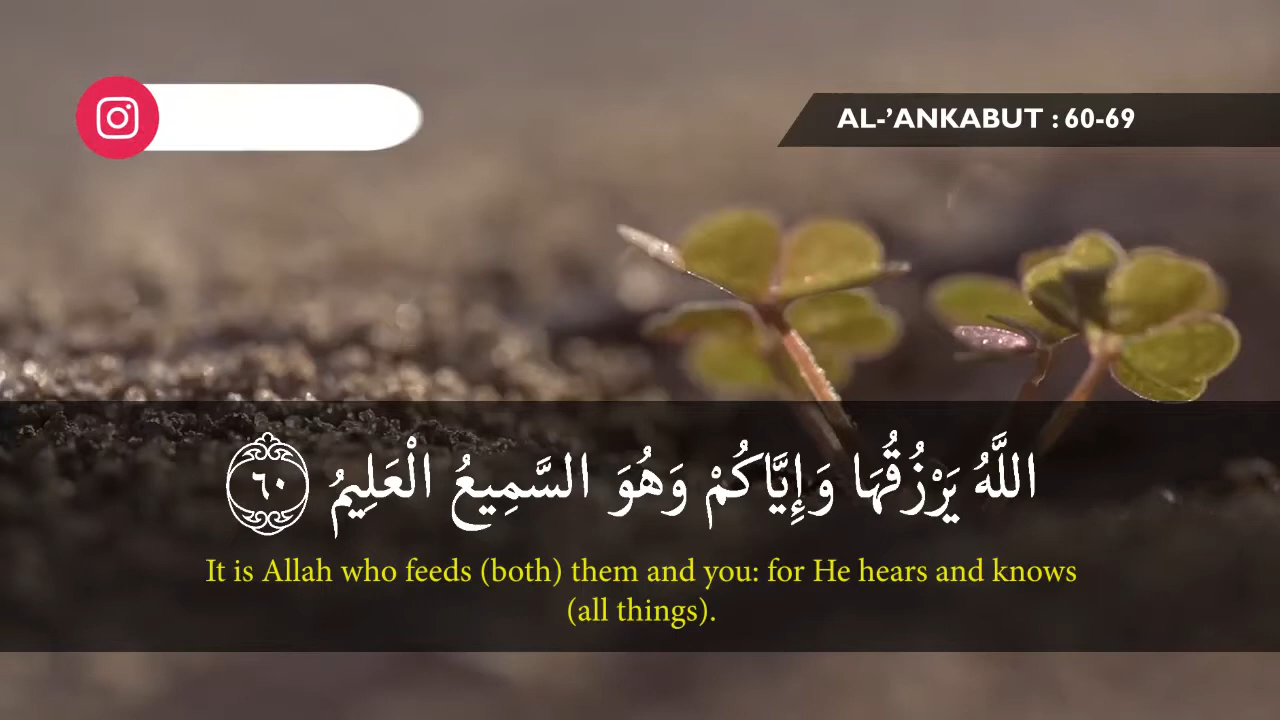 AL-’ANKABUT : 60-69
اللَّهُ يَرْزُقُهَا وَإِيَّاكُمْ وَهُوَ السَّمِيعُ الْعَلِيمُ ٦٠
It is Allah who feeds (both) them and you: for He hears and knows
(all things).